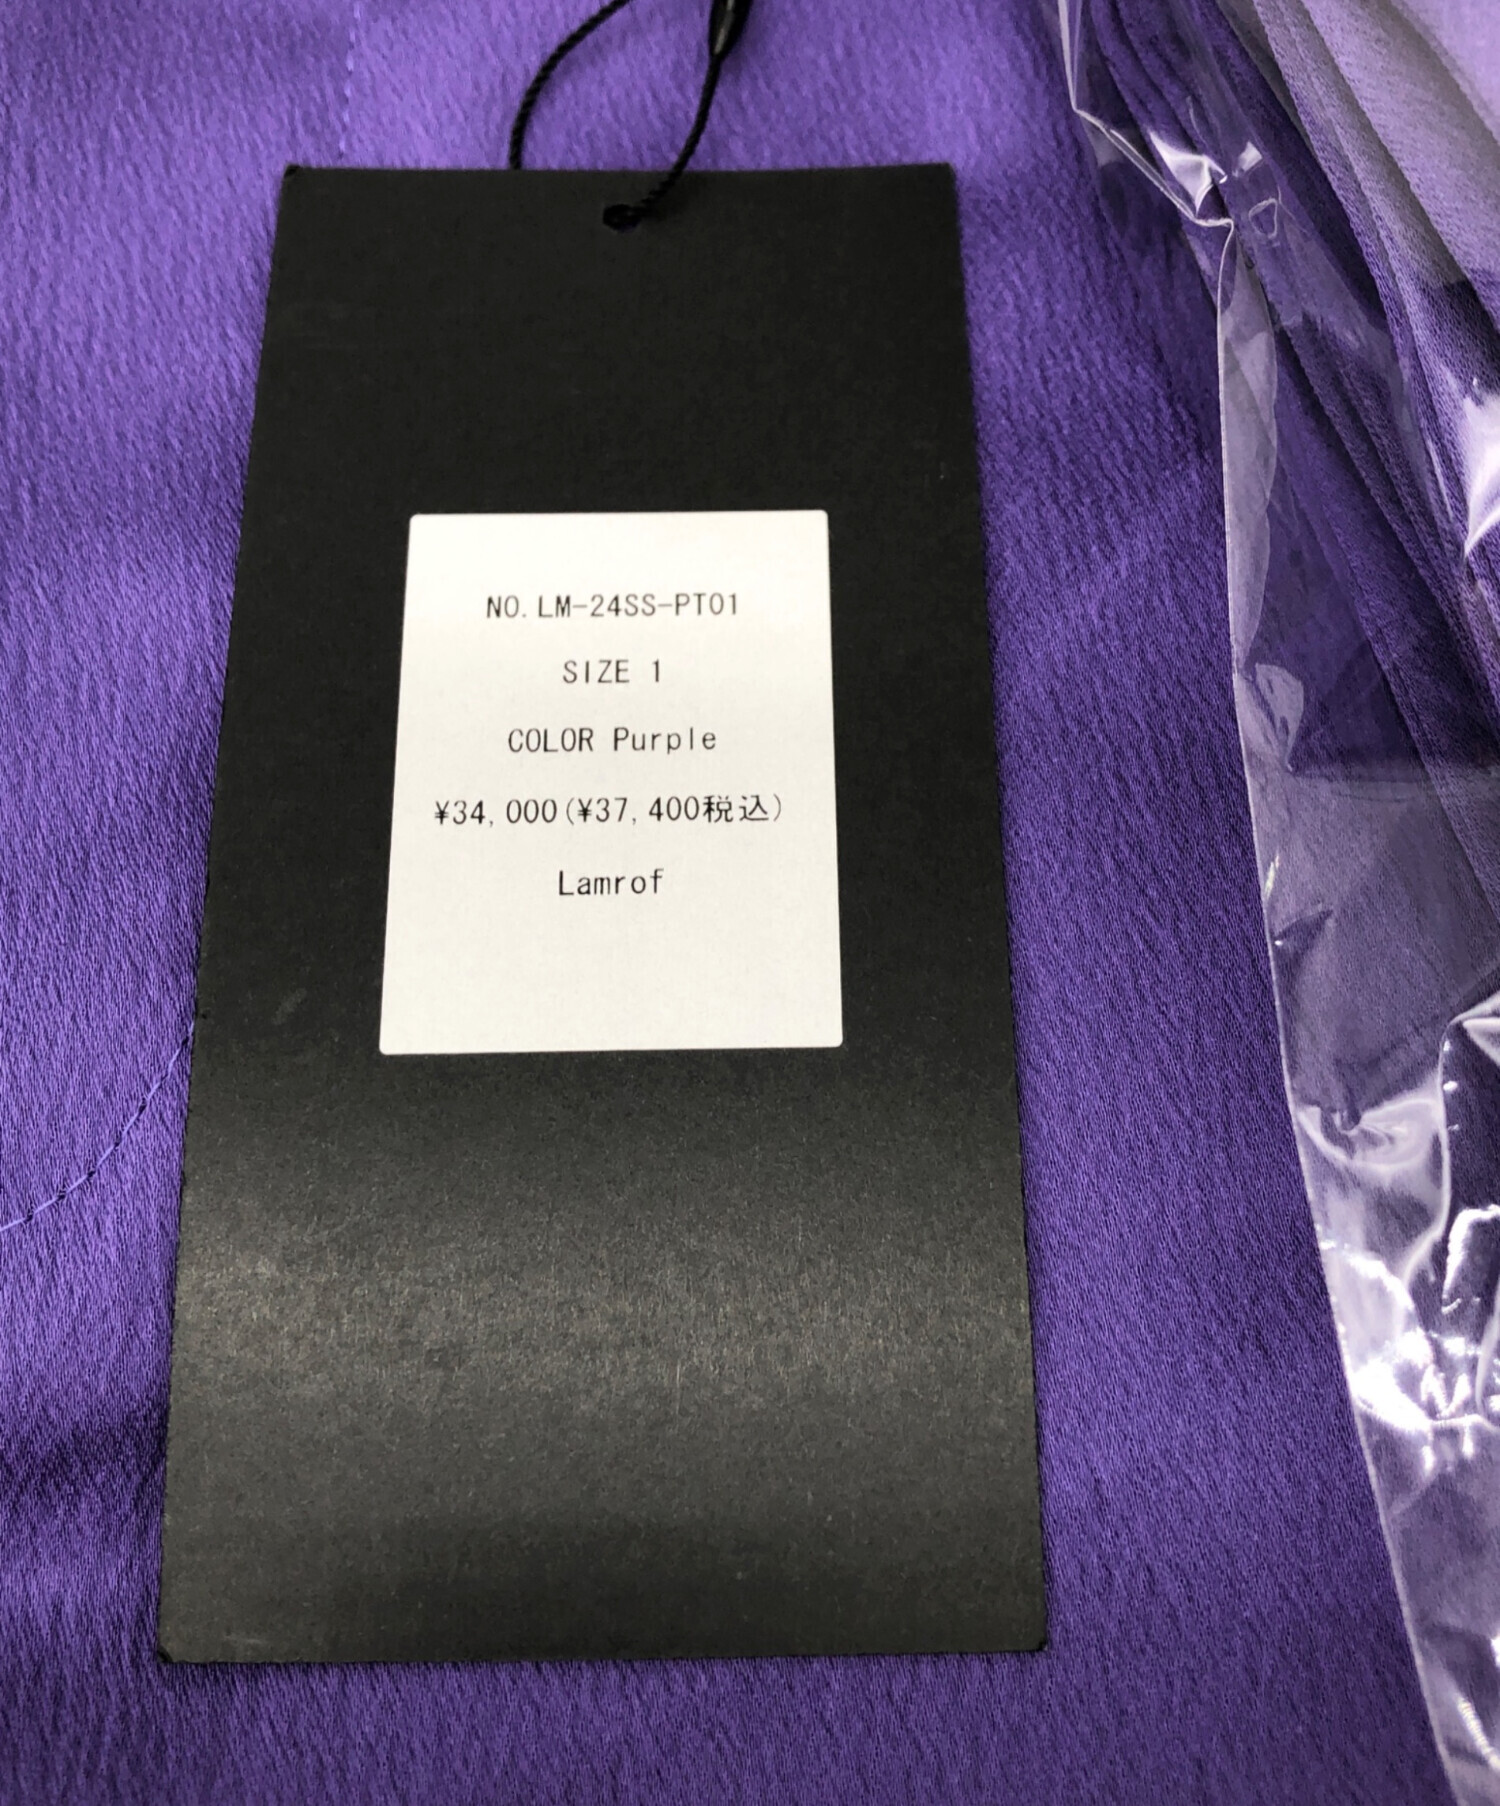 NO.LM-24SS-PT01
SIZE 1
COLOR Purple
¥34,000(¥37,400税込)
Lamrof